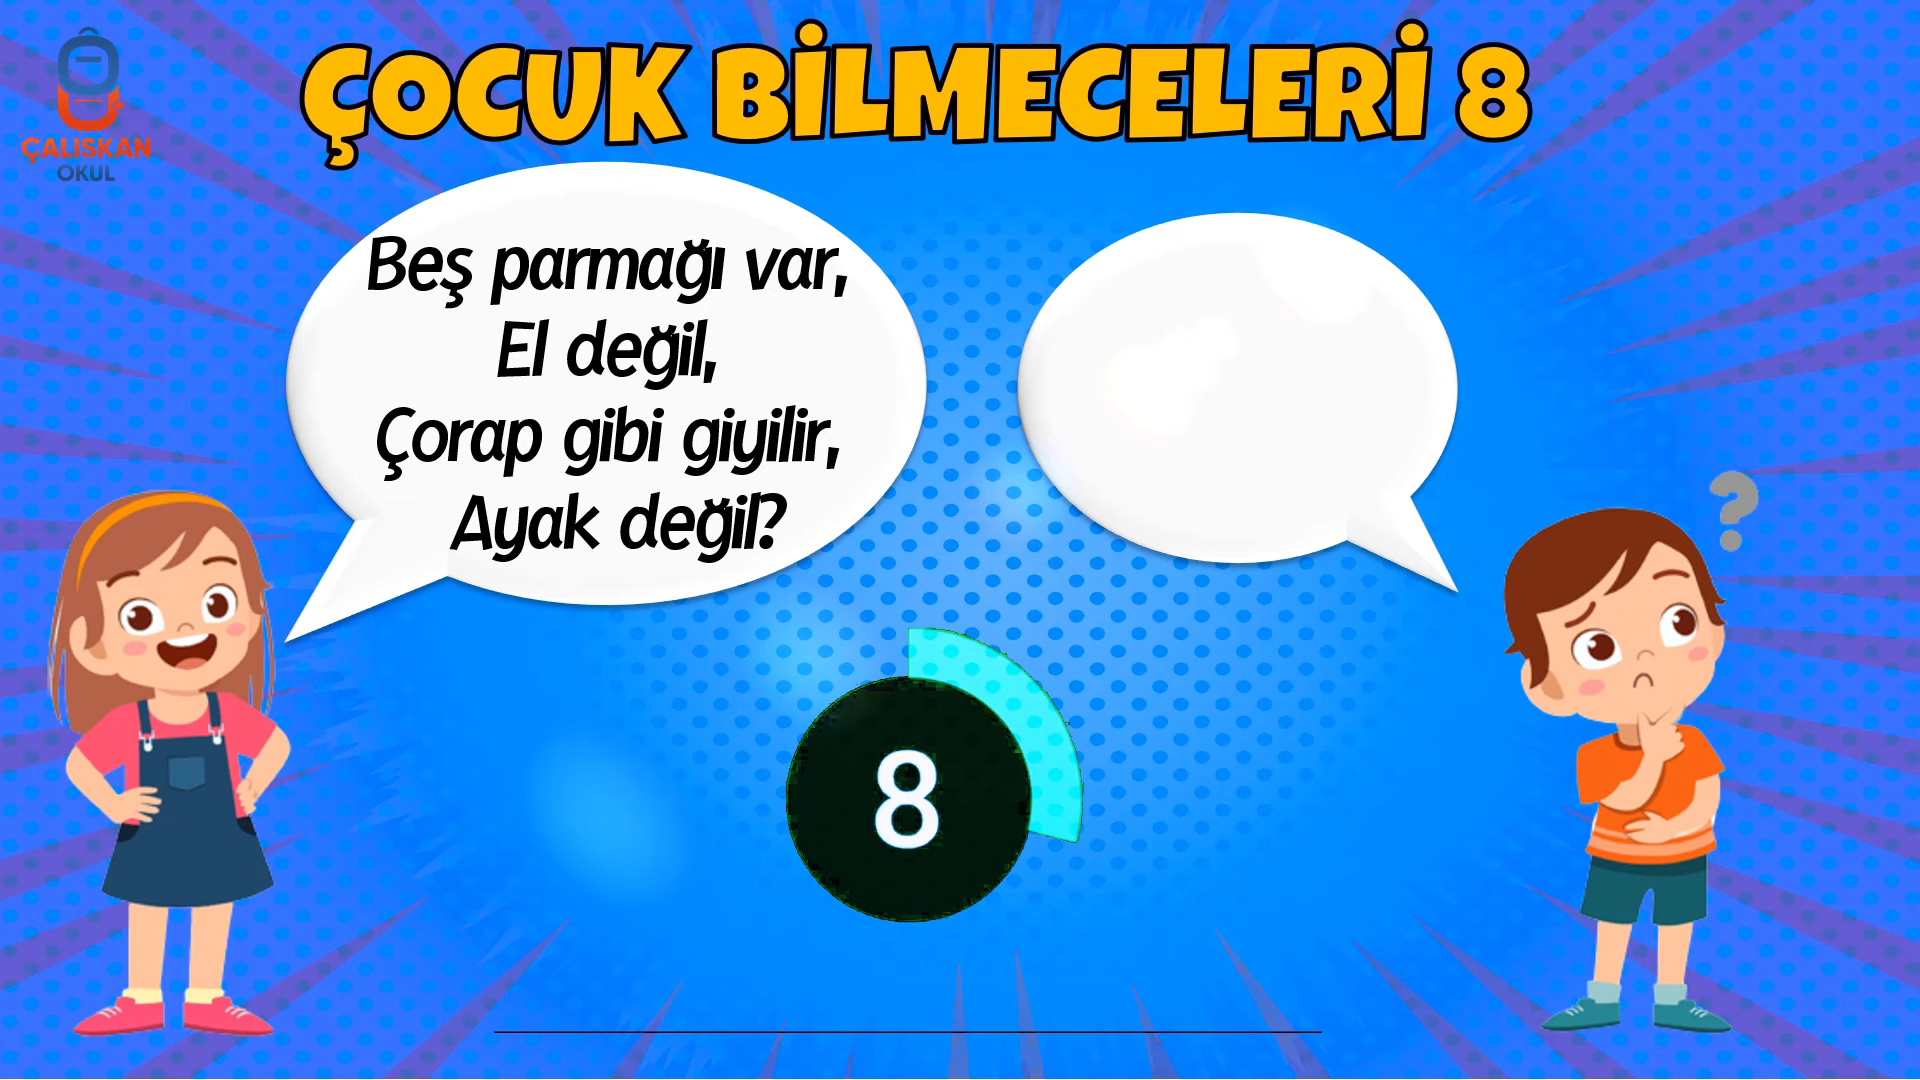 ÇOCUK BİLMECELERİ 8
ÇALIŞKAN
OKUL
Beş parmağı var,
El değil,
Çorap gibi giyilir,
Ayak değil?
?
8